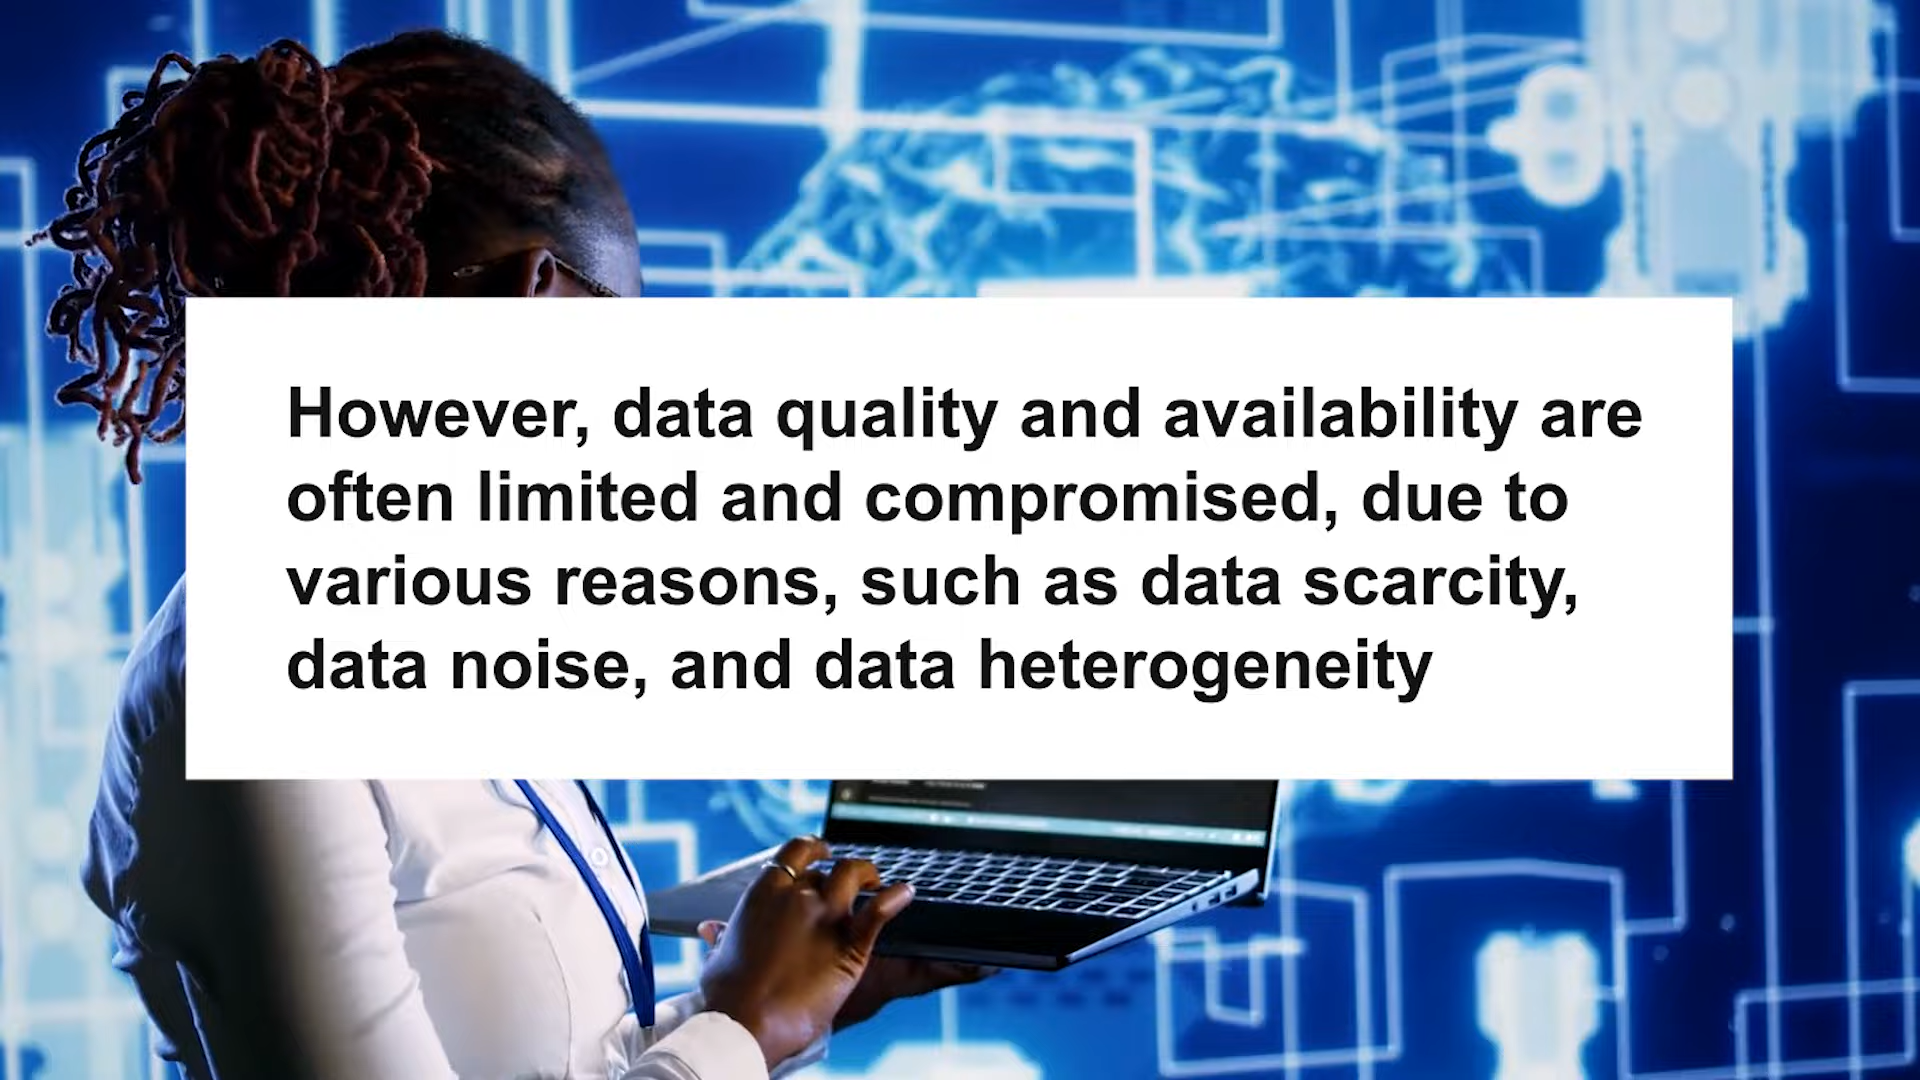 However, data quality and availability are
often limited and compromised, due to
various reasons, such as data scarcity,
data noise, and data heterogeneity